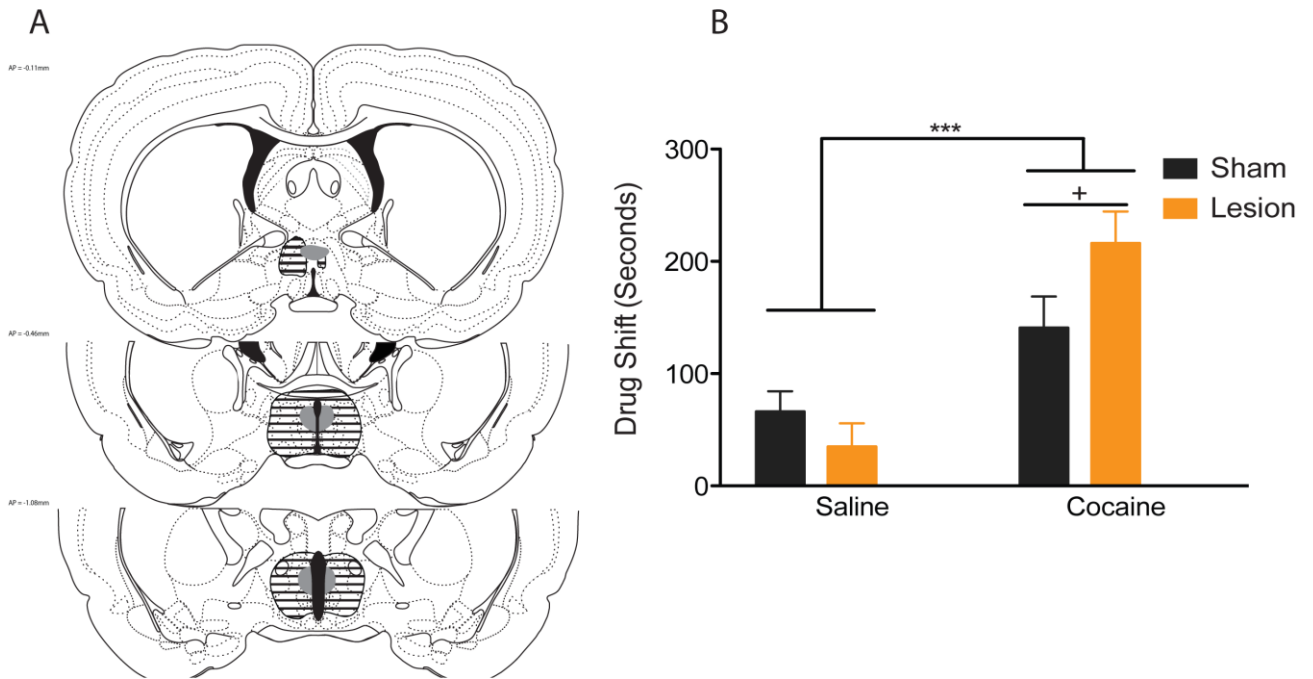 A
AP = -0.11mm
AP = -0.46mm
AP = -1.08mm
B
***
+
Sham
Lesion
Drug Shift (Seconds)
300
200
100
0
Saline
Cocaine